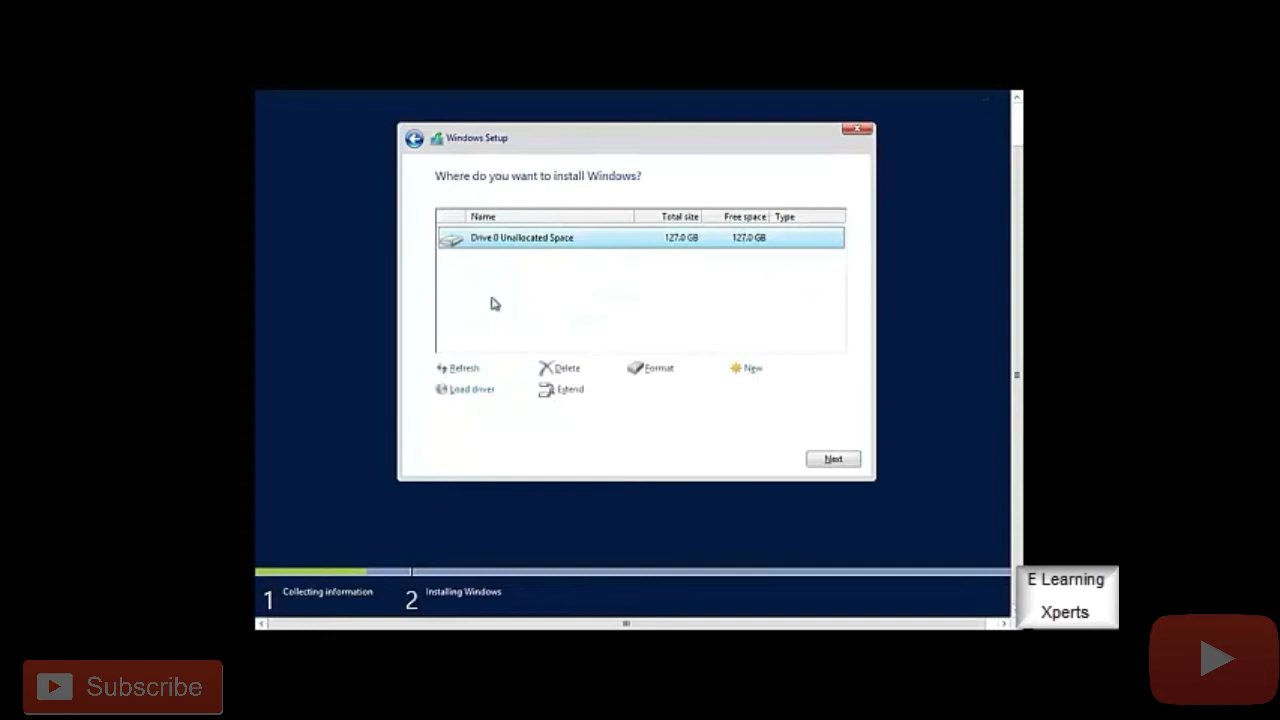 Windows Setup
Where do you want to install Windows?
Name Total size Free space Type
Drive 0 Unallocated Space 127.0 GB 127.0 GB
Refresh Delete Format New
Load driver Extend
Next
1 Collecting information 2 Installing Windows
E Learning
Xperts
Subscribe